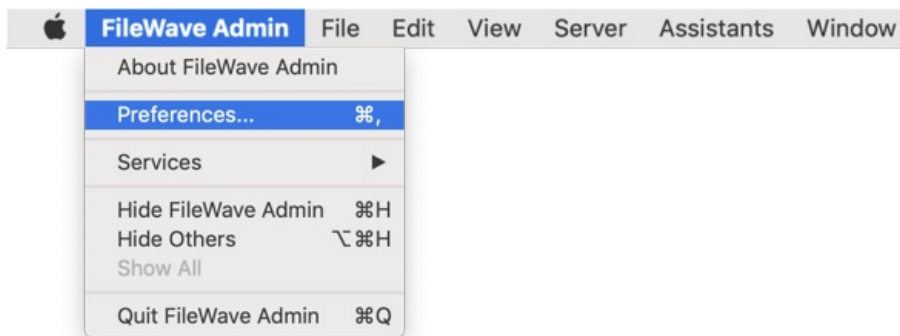 FileWave Admin File Edit View Server Assistants Window
About FileWave Admin
Preferences... ⌘,
Services ▶
Hide FileWave Admin ⌘H
Hide Others ⌥⌘H
Show All
Quit FileWave Admin ⌘Q